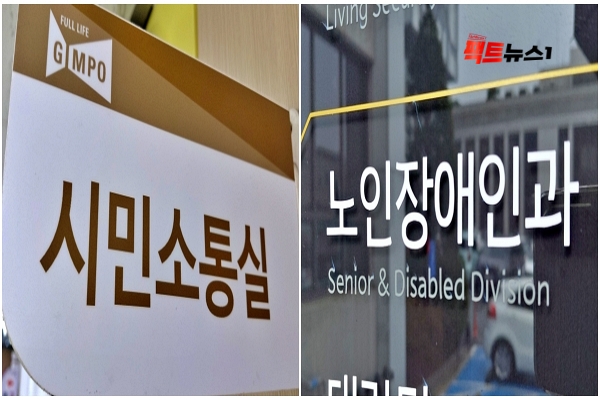 FULL LIFE
GIMPO
시민소통실
Living Security
팩트뉴스1
노인장애인과
Senior & Disabled Division